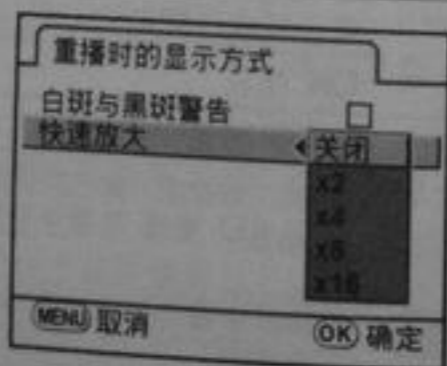 重播时的显示方式
白斑与黑斑警告
快速放大 关闭
x2
x4
x8
x16
MENU 取消 OK 确定